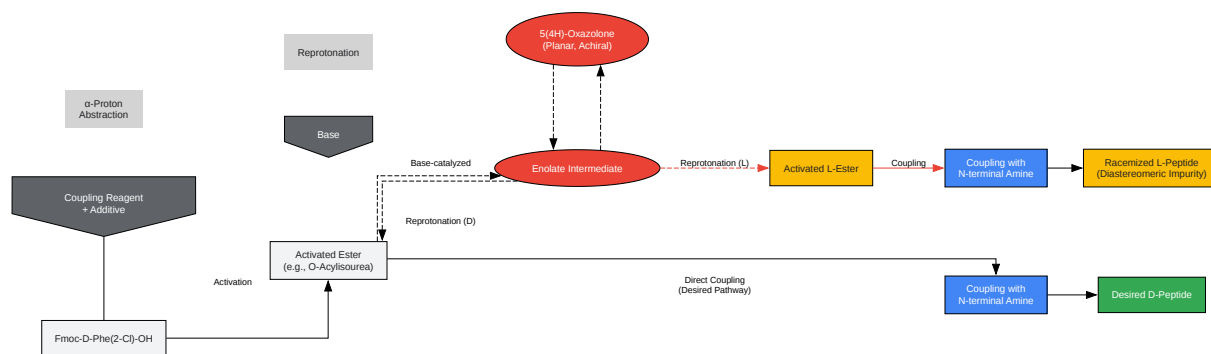 5(4H)-Oxazolone
(Planar, Achiral)
Reprotonation
α-Proton
Abstraction
Base
Base-catalyzed
Enolate Intermediate
Reprotonation (L)
Activated L-Ester
Coupling
Coupling with
N-terminal Amine
Racemized L-Peptide
(Diastereomeric Impurity)
Coupling Reagent
+ Additive
Reprotonation (D)
Activated Ester
(e.g., O-Acylisourea)
Activation
Direct Coupling
(Desired Pathway)
Coupling with
N-terminal Amine
Desired D-Peptide
Fmoc-D-Phe(2-Cl)-OH